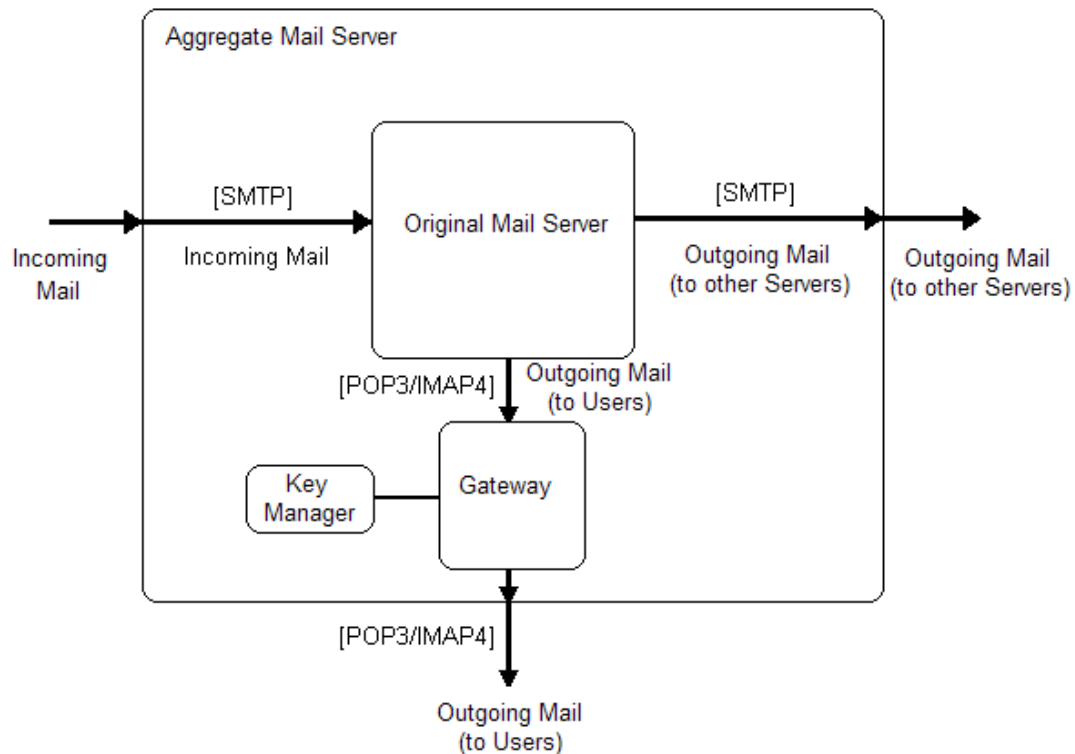 Aggregate Mail Server
[SMTP]
Incoming Mail
Incoming
Mail
Original Mail Server
[SMTP]
Outgoing Mail
(to other Servers)
Outgoing Mail
(to other Servers)
[POP3/IMAP4]
Outgoing Mail
(to Users)
Key
Manager
Gateway
[POP3/IMAP4]
Outgoing Mail
(to Users)